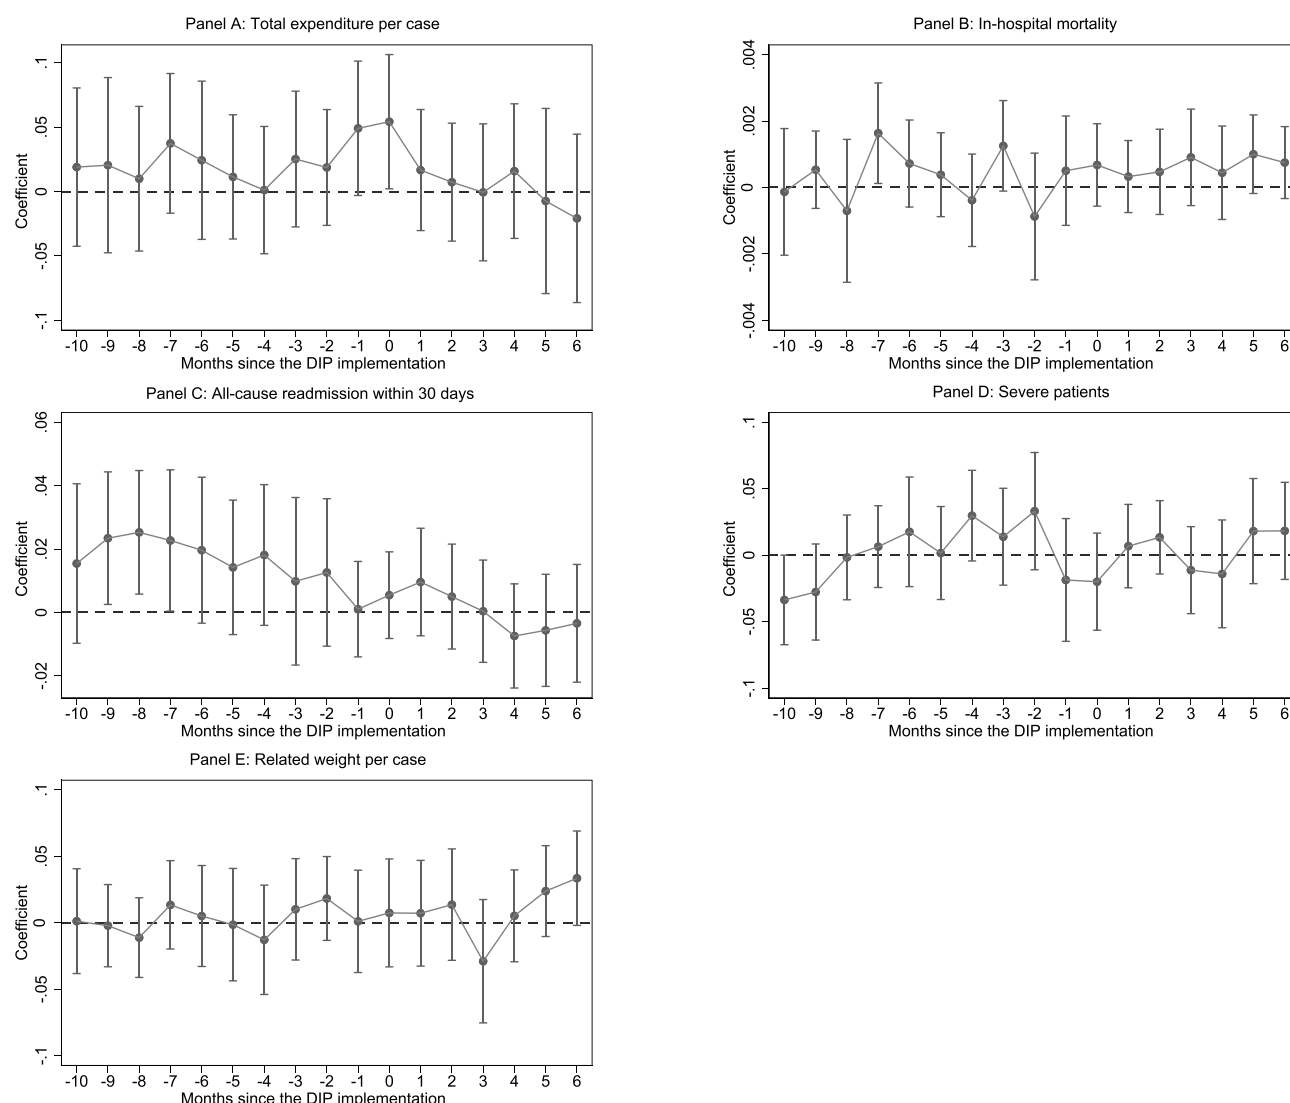 Panel A: Total expenditure per case
Coefficient
.1
.05
0
-.05
-.1
-10 -9 -8 -7 -6 -5 -4 -3 -2 -1 0 1 2 3 4 5 6
Months since the DIP implementation
Panel B: In-hospital mortality
Coefficient
.004
.002
0
-.002
-.004
-10 -9 -8 -7 -6 -5 -4 -3 -2 -1 0 1 2 3 4 5 6
Months since the DIP implementation
Panel C: All-cause readmission within 30 days
Coefficient
.06
.04
.02
0
-.02
-10 -9 -8 -7 -6 -5 -4 -3 -2 -1 0 1 2 3 4 5 6
Months since the DIP implementation
Panel D: Severe patients
Coefficient
.1
.05
0
-.05
-.1
-10 -9 -8 -7 -6 -5 -4 -3 -2 -1 0 1 2 3 4 5 6
Months since the DIP implementation
Panel E: Related weight per case
Coefficient
.1
.05
0
-.05
-.1
-10 -9 -8 -7 -6 -5 -4 -3 -2 -1 0 1 2 3 4 5 6
Months since the DIP implementation